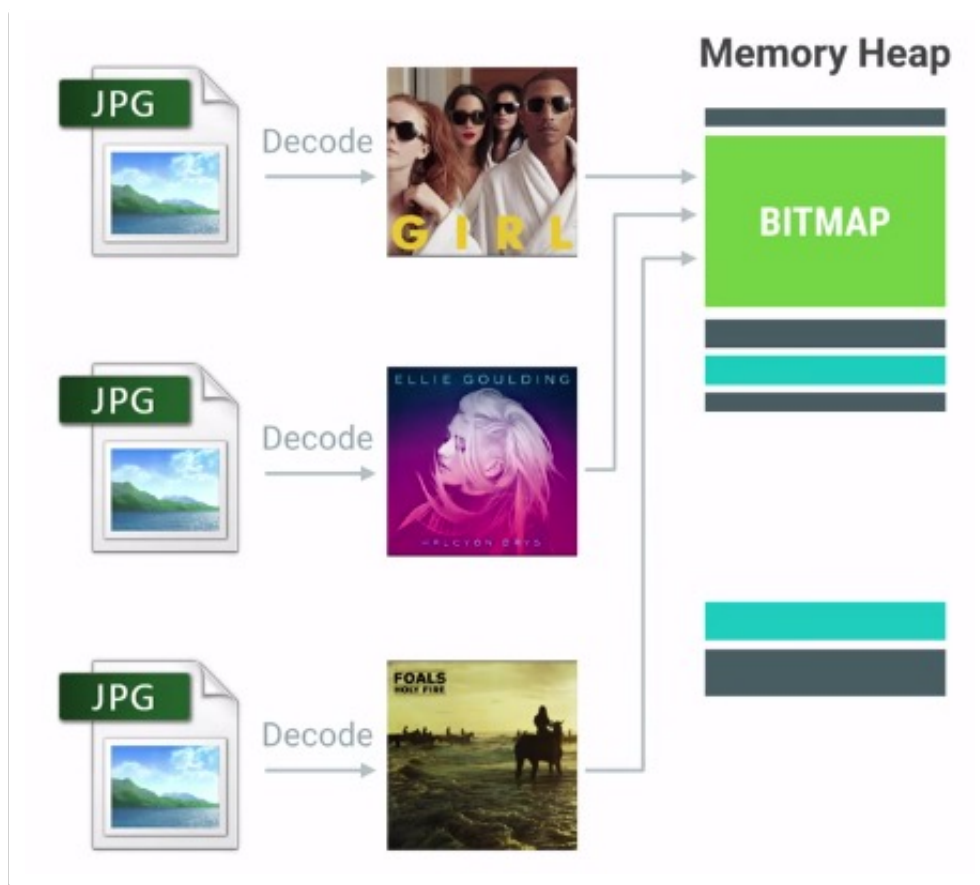 Memory Heap
JPG
Decode
GIRL
BITMAP
JPG
Decode
ELLIE GOULDING
HALCYON DAYS
JPG
Decode
FOALS
HOLY FIRE